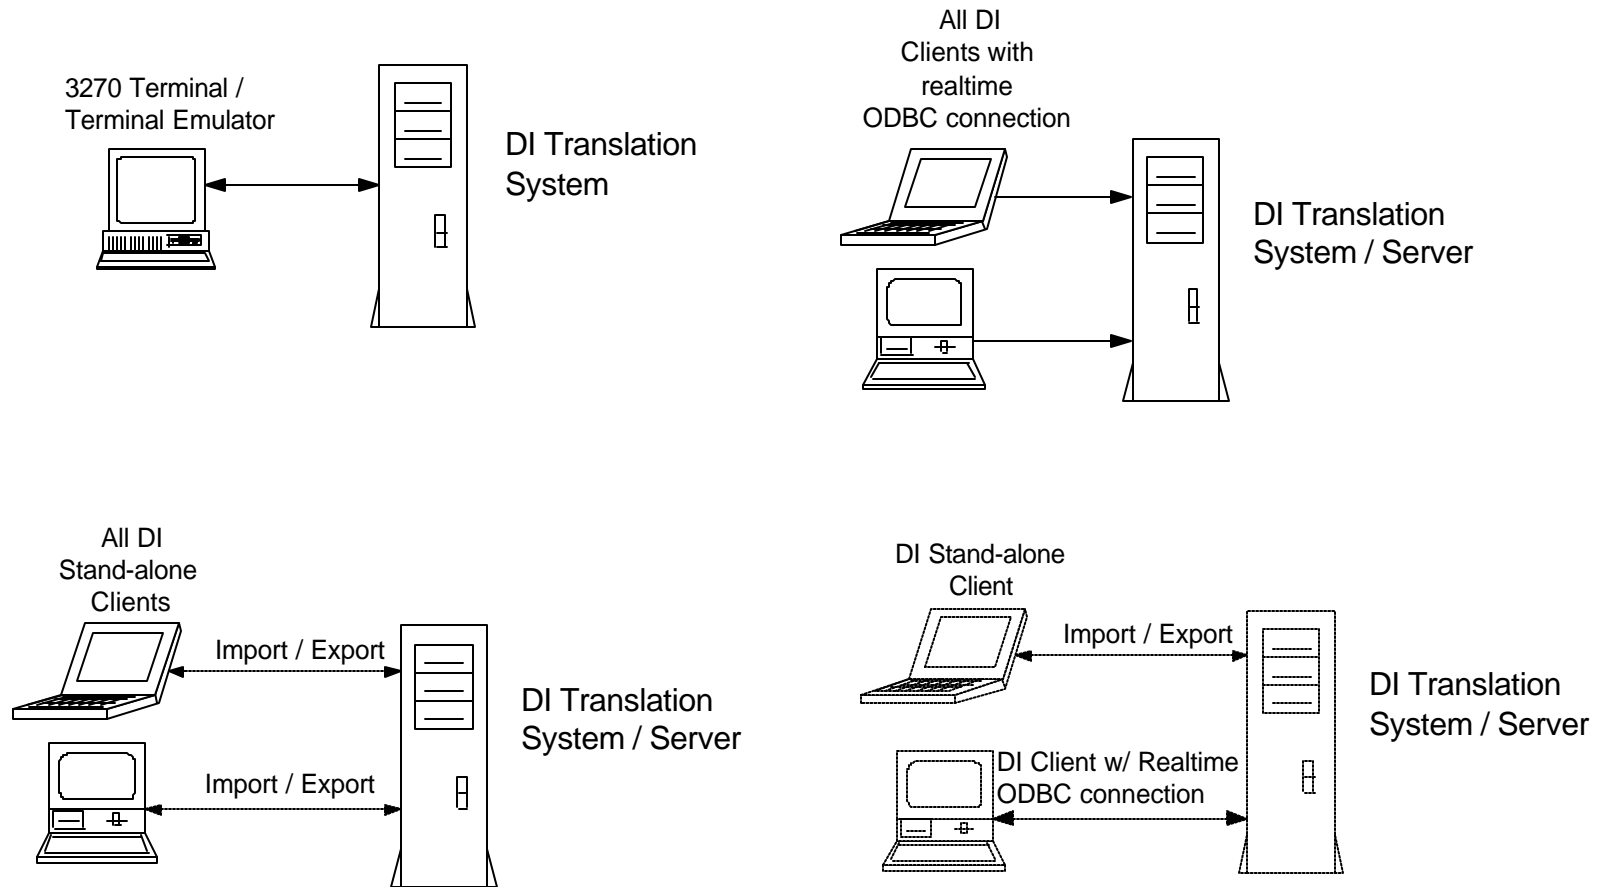 3270 Terminal /
Terminal Emulator
DI Translation
System
All DI
Clients with
realtime
ODBC connection
DI Translation
System / Server
All DI
Stand-alone
Clients
Import / Export
Import / Export
DI Translation
System / Server
DI Stand-alone
Client
Import / Export
DI Client w/ Realtime
ODBC connection
DI Translation
System / Server